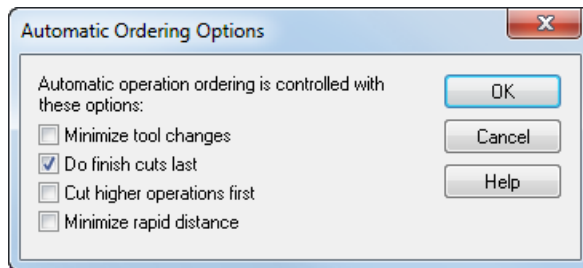 Automatic Ordering Options
Automatic operation ordering is controlled with
these options:
OK
Minimize tool changes
Cancel
Do finish cuts last
Cut higher operations first
Help
Minimize rapid distance